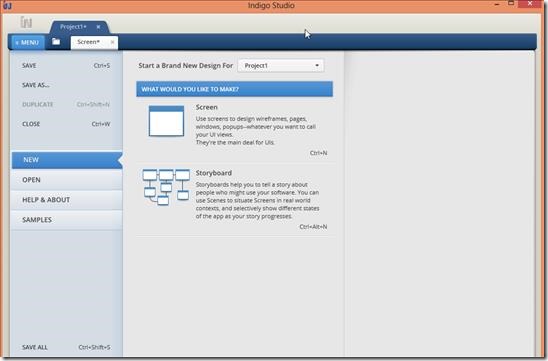 Indigo Studio
Project1* ×
MENU Screen* ×
SAVE Ctrl+S
SAVE AS...
DUPLICATE Ctrl+Shift+N
CLOSE Ctrl+W
NEW
OPEN
HELP & ABOUT
SAMPLES
SAVE ALL Ctrl+Shift+S
Start a Brand New Design For Project1
WHAT WOULD YOU LIKE TO MAKE?
Screen
Use screens to design wireframes, pages,
windows, popups--whatever you want to call
your UI views.
They're the main deal for UIs.
Ctrl+N
Storyboard
Storyboards help you to tell a story about
people who might use your software. You can
use Scenes to situate Screens in real world
contexts, and selectively show different states
of the app as your story progresses.
Ctrl+Alt+N